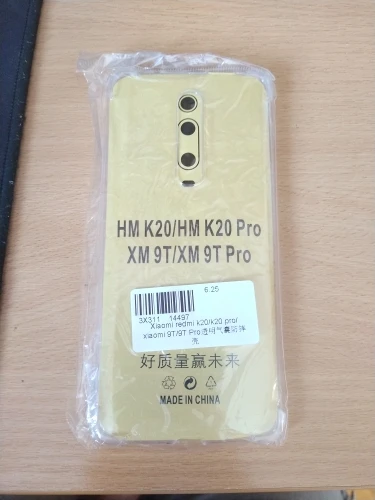 HM K20/HM K20 Pro
XM 9T/XM 9T Pro
6.25
3X311 14497
Xiaomi redmi k20/k20 pro/
xiaomi 9T/9T Pro透明气囊防摔
壳
好质量赢未来
MADE IN CHINA